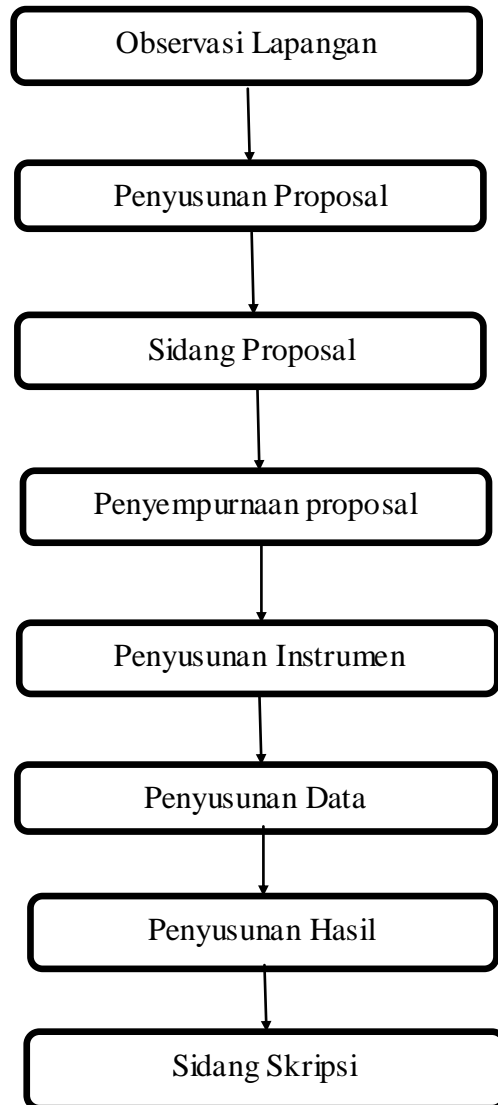 Observasi Lapangan
Penyusunan Proposal
Sidang Proposal
Penyempurnaan proposal
Penyusunan Instrumen
Penyusunan Data
Penyusunan Hasil
Sidang Skripsi